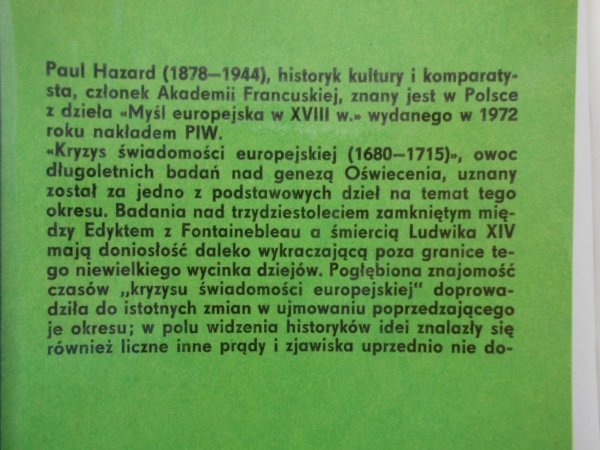 Paul Hazard (1878—1944), historyk kultury i komparaty-
sta, członek Akademii Francuskiej, znany jest w Polsce
z dzieła «Myśl europejska w XVIII w.» wydanego w 1972
roku nakładem PIW.
«Kryzys świadomości europejskiej (1680—1715)», owoc
długoletnich badań nad genezą Oświecenia, uznany
został za jedno z podstawowych dzieł na temat tego
okresu. Badania nad trzydziestoleciem zamkniętym mię-
dzy Edyktem z Fontainebleau a śmiercią Ludwika XIV
mają doniosłość daleko wykraczającą poza granice te-
go niewielkiego wycinka dziejów. Pogłębiona znajomość
czasów „kryzysu świadomości europejskiej" doprowa-
dziła do istotnych zmian w ujmowaniu poprzedzającego
je okresu; w polu widzenia historyków idei znalazły się
również liczne inne prądy i zjawiska uprzednio nie do-